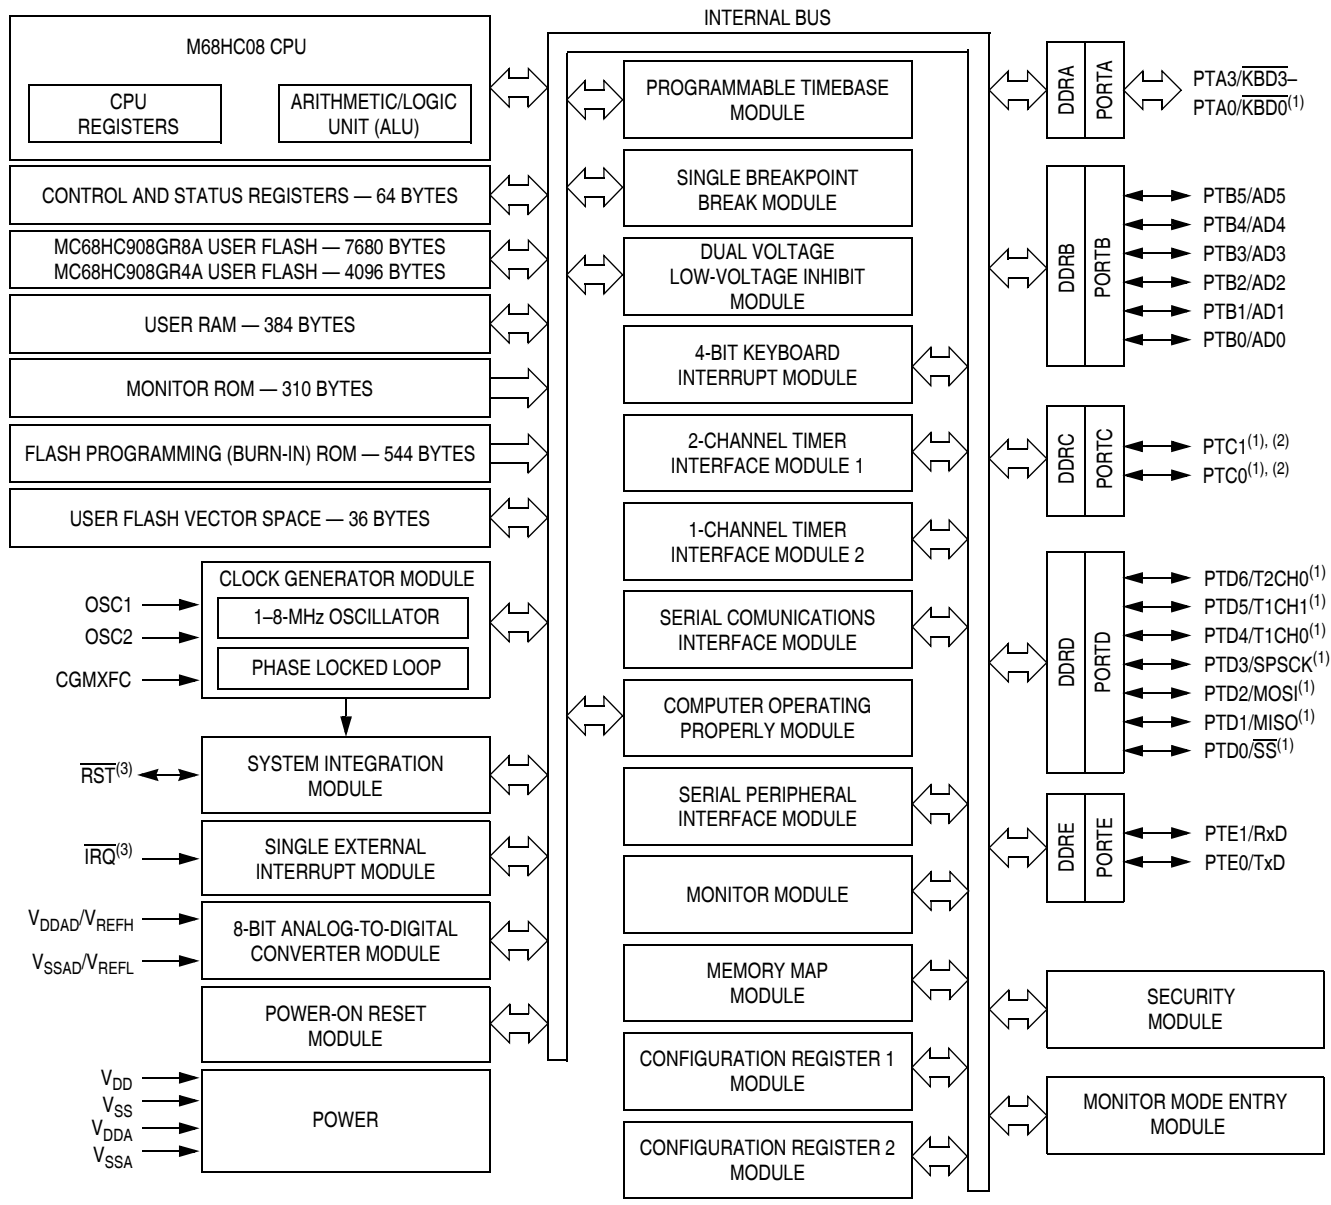 INTERNAL BUS
M68HC08 CPU
CPU
REGISTERS
ARITHMETIC/LOGIC
UNIT (ALU)
CONTROL AND STATUS REGISTERS — 64 BYTES
MC68HC908GR8A USER FLASH — 7680 BYTES
MC68HC908GR4A USER FLASH — 4096 BYTES
USER RAM — 384 BYTES
MONITOR ROM — 310 BYTES
FLASH PROGRAMMING (BURN-IN) ROM — 544 BYTES
USER FLASH VECTOR SPACE — 36 BYTES
CLOCK GENERATOR MODULE
1–8-MHz OSCILLATOR
PHASE LOCKED LOOP
OSC1
OSC2
CGMXFC
SYSTEM INTEGRATION
MODULE
RST(3)
SINGLE EXTERNAL
INTERRUPT MODULE
IRQ(3)
8-BIT ANALOG-TO-DIGITAL
CONVERTER MODULE
VDDAD/VREFH
VSSAD/VREFL
POWER-ON RESET
MODULE
POWER
VDD
VSS
VDDA
VSSA
PROGRAMMABLE TIMEBASE
MODULE
SINGLE BREAKPOINT
BREAK MODULE
DUAL VOLTAGE
LOW-VOLTAGE INHIBIT
MODULE
4-BIT KEYBOARD
INTERRUPT MODULE
2-CHANNEL TIMER
INTERFACE MODULE 1
1-CHANNEL TIMER
INTERFACE MODULE 2
SERIAL COMUNICATIONS
INTERFACE MODULE
COMPUTER OPERATING
PROPERLY MODULE
SERIAL PERIPHERAL
INTERFACE MODULE
MONITOR MODULE
MEMORY MAP
MODULE
CONFIGURATION REGISTER 1
MODULE
CONFIGURATION REGISTER 2
MODULE
DDRA
PORTA
PTA3/KBD3–
PTA0/KBD0(1)
DDRB
PORTB
PTB5/AD5
PTB4/AD4
PTB3/AD3
PTB2/AD2
PTB1/AD1
PTB0/AD0
DDRC
PORTC
PTC1(1), (2)
PTC0(1), (2)
DDRD
PORTD
PTD6/T2CH0(1)
PTD5/T1CH1(1)
PTD4/T1CH0(1)
PTD3/SPSCK(1)
PTD2/MOSI(1)
PTD1/MISO(1)
PTD0/SS(1)
DDRE
PORTE
PTE1/RxD
PTE0/TxD
SECURITY
MODULE
MONITOR MODE ENTRY
MODULE